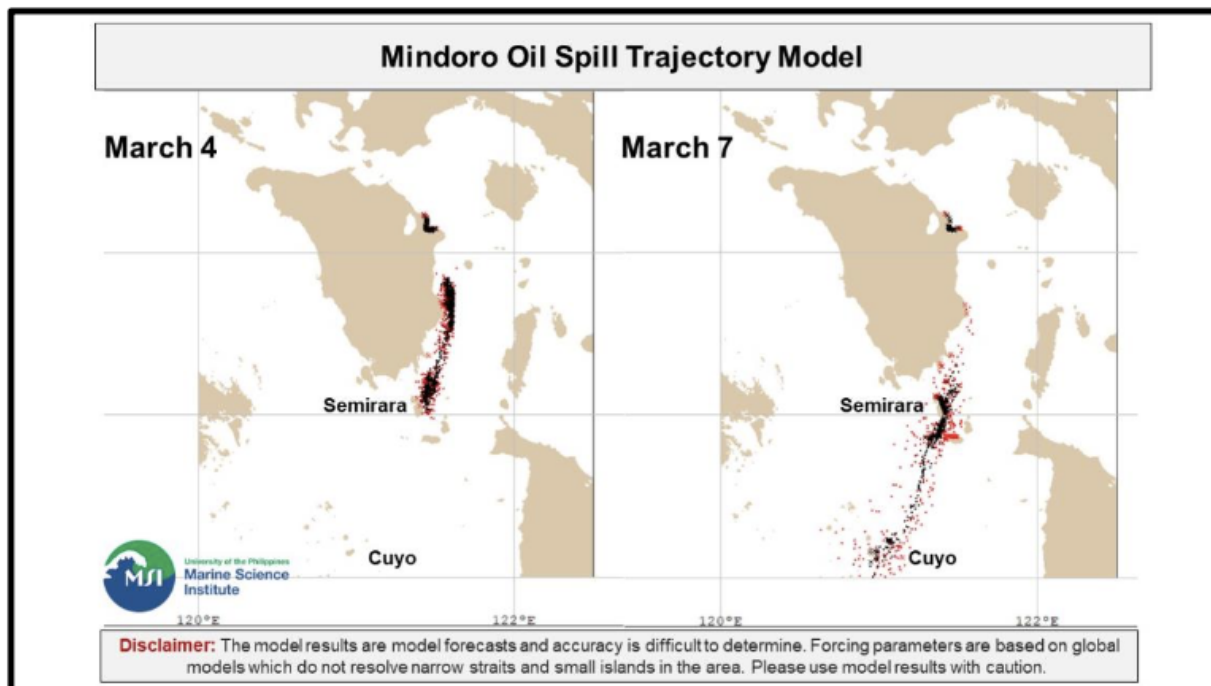 Mindoro Oil Spill Trajectory Model
March 4
Semirara
Cuyo
120°E
122°E
March 7
Semirara
Cuyo
120°E
122°E
MSI
University of the Philippines
Marine Science
Institute
Disclaimer: The model results are model forecasts and accuracy is difficult to determine. Forcing parameters are based on global
models which do not resolve narrow straits and small islands in the area. Please use model results with caution.